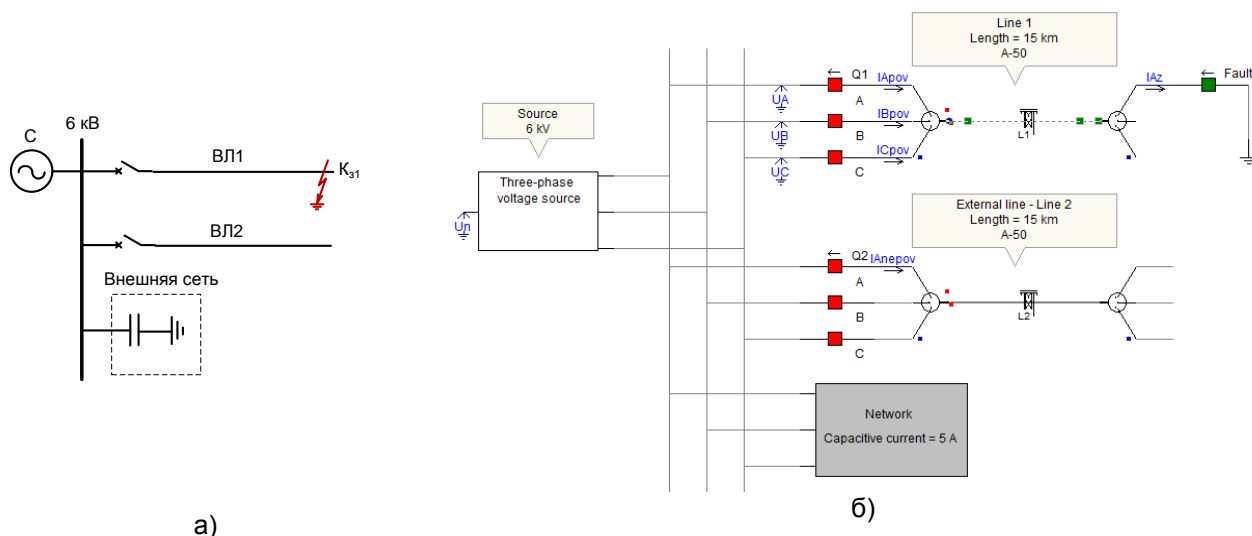 6 кВ
С
ВЛ1
Кз1
ВЛ2
Внешняя сеть
а)
Source
6 kV
Three-phase
voltage source
Un
UA
UB
UC
Q1
A
B
C
IApov
IBpov
ICpov
Line 1
Length = 15 km
A-50
L1
IAz
Fault
External line - Line 2
Length = 15 km
A-50
Q2
A
B
C
IAnepov
L2
Network
Capacitive current = 5 A
б)